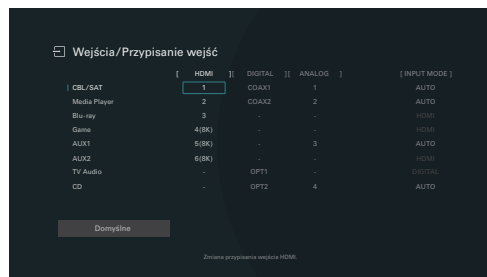 Wejścia/Przypisanie wejść
[ HDMI ][ DIGITAL ][ ANALOG ] [ INPUT MODE ]
CBL/SAT 1 COAX1 1 AUTO
Media Player 2 COAX2 2 AUTO
Blu-ray 3 - - HDMI
Game 4(8K) - - HDMI
AUX1 5(8K) - 3 AUTO
AUX2 6(8K) - - HDMI
TV Audio - OPT1 - DIGITAL
CD - OPT2 4 AUTO
Domyślne
Zmiana przypisania wejścia HDMI.